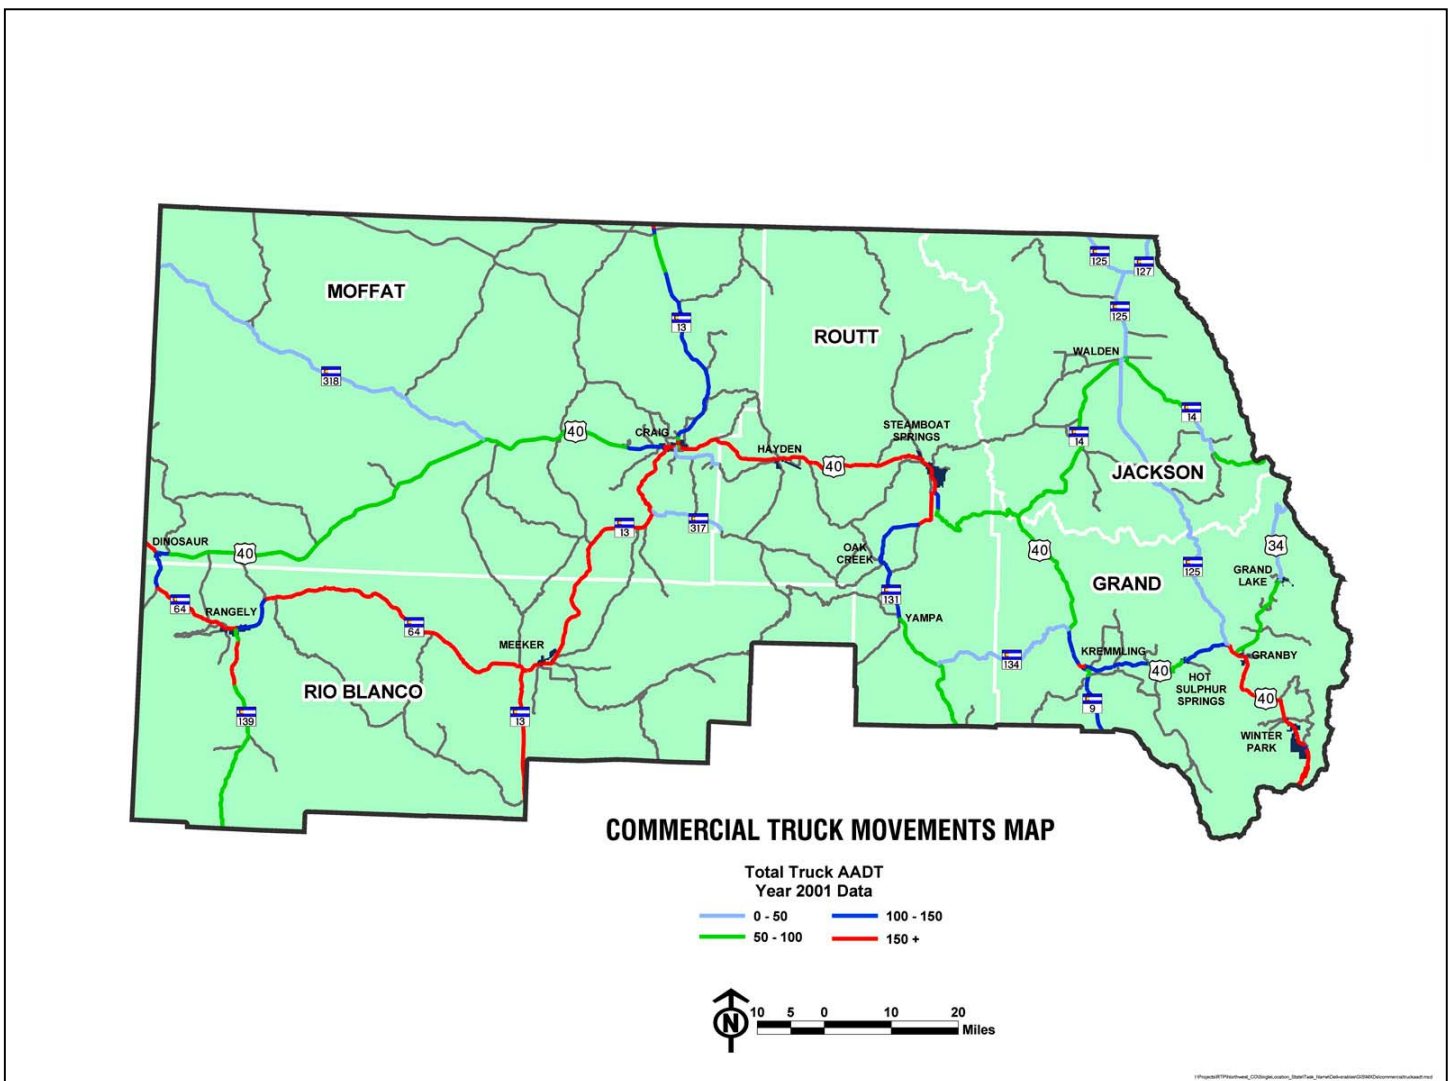 125
127
MOFFAT
125
13
ROUTT
WALDEN
318
14
STEAMBOAT
SPRINGS
40
CRAIG
14
HAYDEN
40
JACKSON
317
13
DINOSAUR
40
OAK
CREEK
40
34
125
GRAND
LAKE
GRAND
131
64
RANGELY
YAMPA
64
MEEKER
134
KREMMLING
GRANBY
40
HOT
SULPHUR
SPRINGS
RIO BLANCO
40
9
139
13
WINTER
PARK
COMMERCIAL TRUCK MOVEMENTS MAP
Total Truck AADT
Year 2001 Data
0 - 50
100 - 150
50 - 100
150 +
N
10 5 0 10 20
Miles